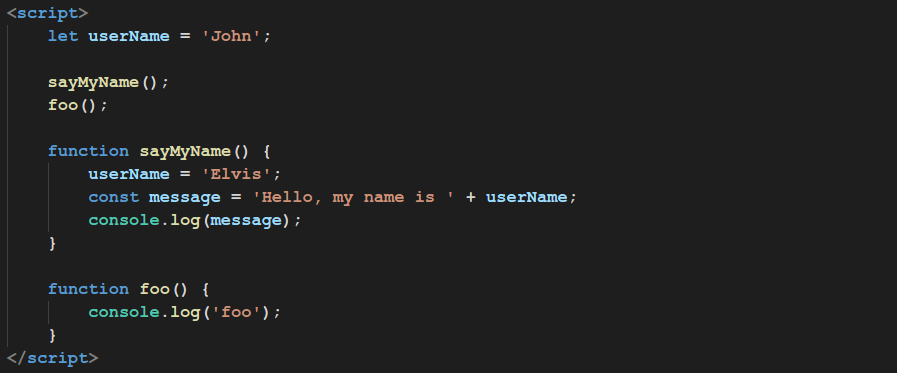 <script>
    let userName = 'John';

    sayMyName();
    foo();

    function sayMyName() {
        userName = 'Elvis';
        const message = 'Hello, my name is ' + userName;
        console.log(message);
    }

    function foo() {
        console.log('foo');
    }
</script>